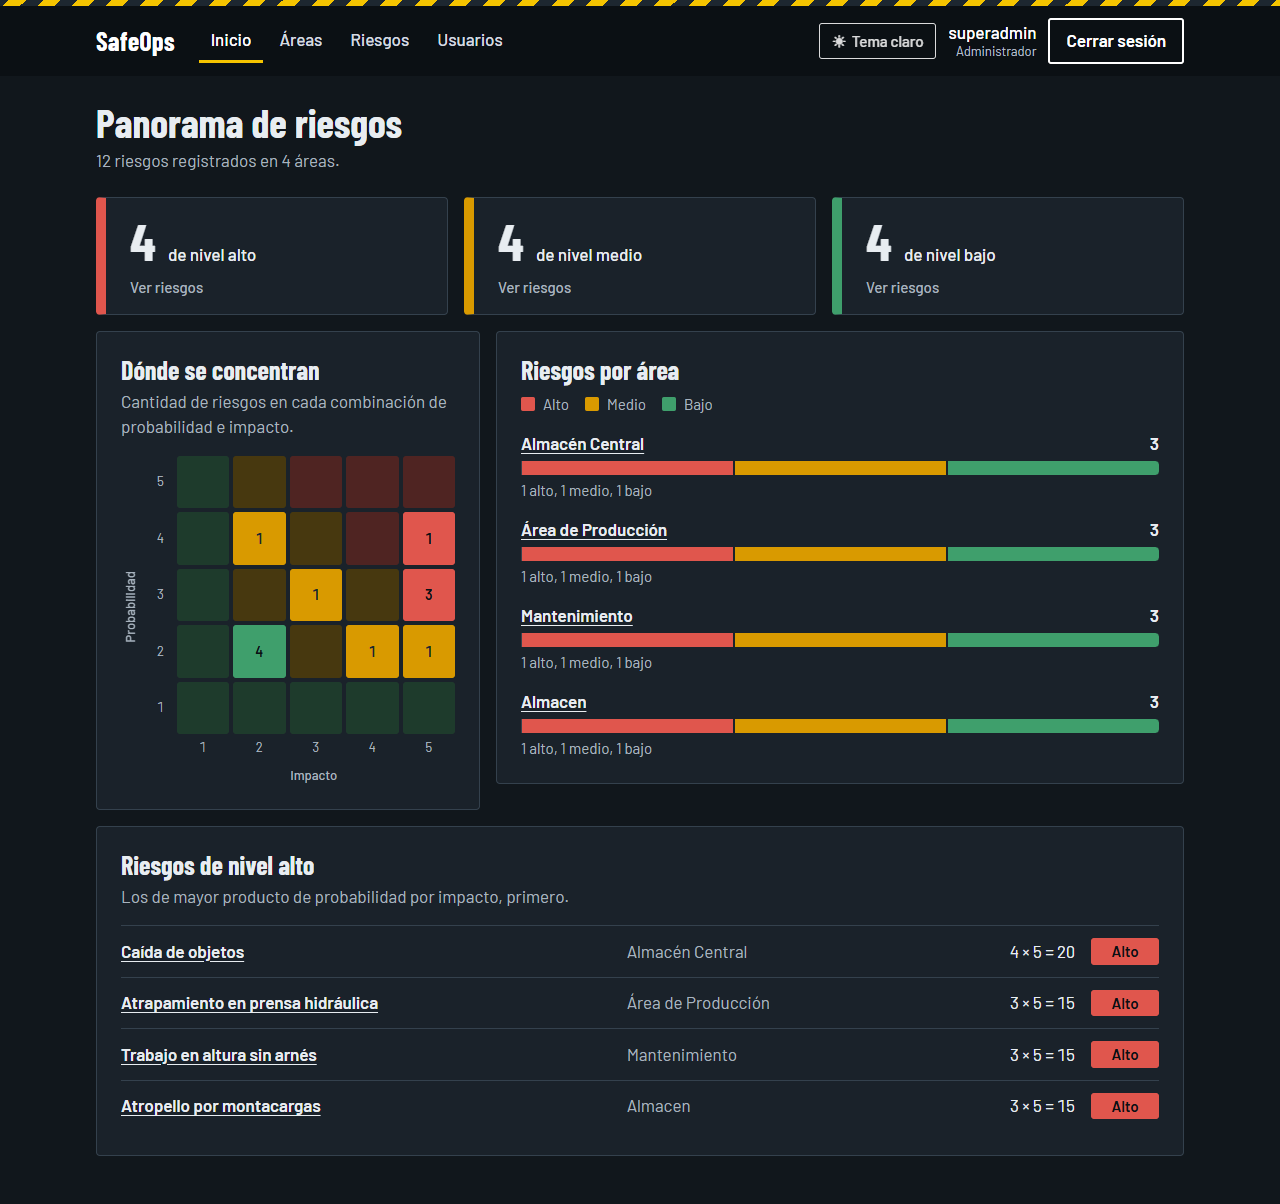 SafeOps
Inicio
Áreas
Riesgos
Usuarios
☀ Tema claro
superadmin
Administrador
Cerrar sesión
Panorama de riesgos
12 riesgos registrados en 4 áreas.
4 de nivel alto
Ver riesgos
4 de nivel medio
Ver riesgos
4 de nivel bajo
Ver riesgos
Dónde se concentran
Cantidad de riesgos en cada combinación de
probabilidad e impacto.
Probabilidad
5
4 1 1
3 1 3
2 4 1 1
1
1 2 3 4 5
Impacto
Riesgos por área
Alto Medio Bajo
Almacén Central 3
1 alto, 1 medio, 1 bajo
Área de Producción 3
1 alto, 1 medio, 1 bajo
Mantenimiento 3
1 alto, 1 medio, 1 bajo
Almacen 3
1 alto, 1 medio, 1 bajo
Riesgos de nivel alto
Los de mayor producto de probabilidad por impacto, primero.
Caída de objetos Almacén Central 4 × 5 = 20 Alto
Atrapamiento en prensa hidráulica Área de Producción 3 × 5 = 15 Alto
Trabajo en altura sin arnés Mantenimiento 3 × 5 = 15 Alto
Atropello por montacargas Almacen 3 × 5 = 15 Alto